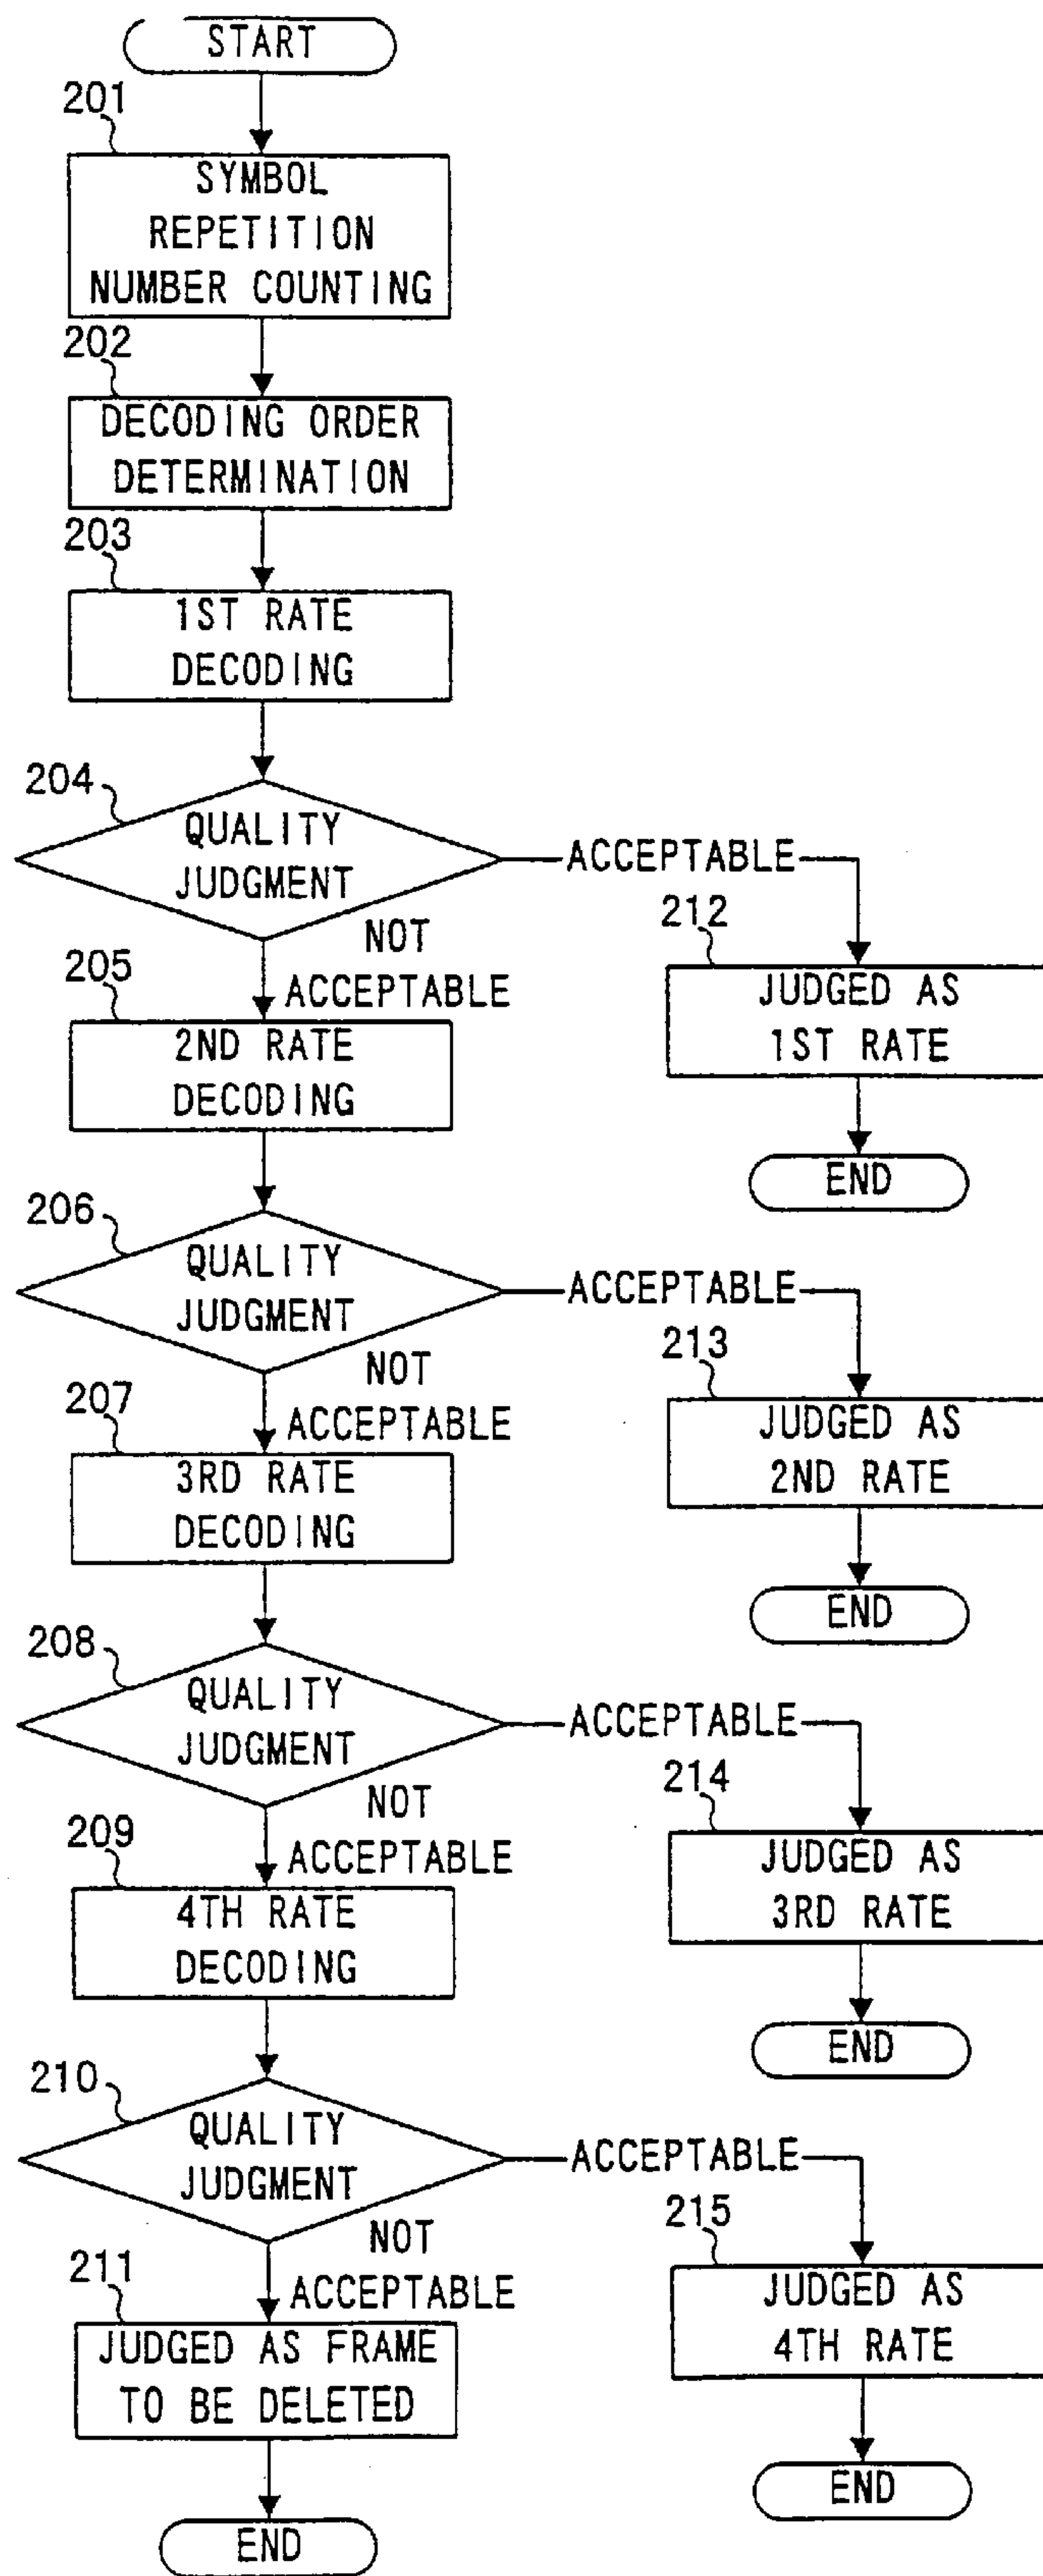 START
201
SYMBOL
REPETITION
NUMBER COUNTING
202
DECODING ORDER
DETERMINATION
203
1ST RATE
DECODING
204
QUALITY
JUDGMENT
ACCEPTABLE
NOT
ACCEPTABLE
212
JUDGED AS
1ST RATE
END
205
2ND RATE
DECODING
206
QUALITY
JUDGMENT
ACCEPTABLE
NOT
ACCEPTABLE
213
JUDGED AS
2ND RATE
END
207
3RD RATE
DECODING
208
QUALITY
JUDGMENT
ACCEPTABLE
NOT
ACCEPTABLE
214
JUDGED AS
3RD RATE
END
209
4TH RATE
DECODING
210
QUALITY
JUDGMENT
ACCEPTABLE
NOT
ACCEPTABLE
215
JUDGED AS
4TH RATE
END
211
JUDGED AS FRAME
TO BE DELETED
END